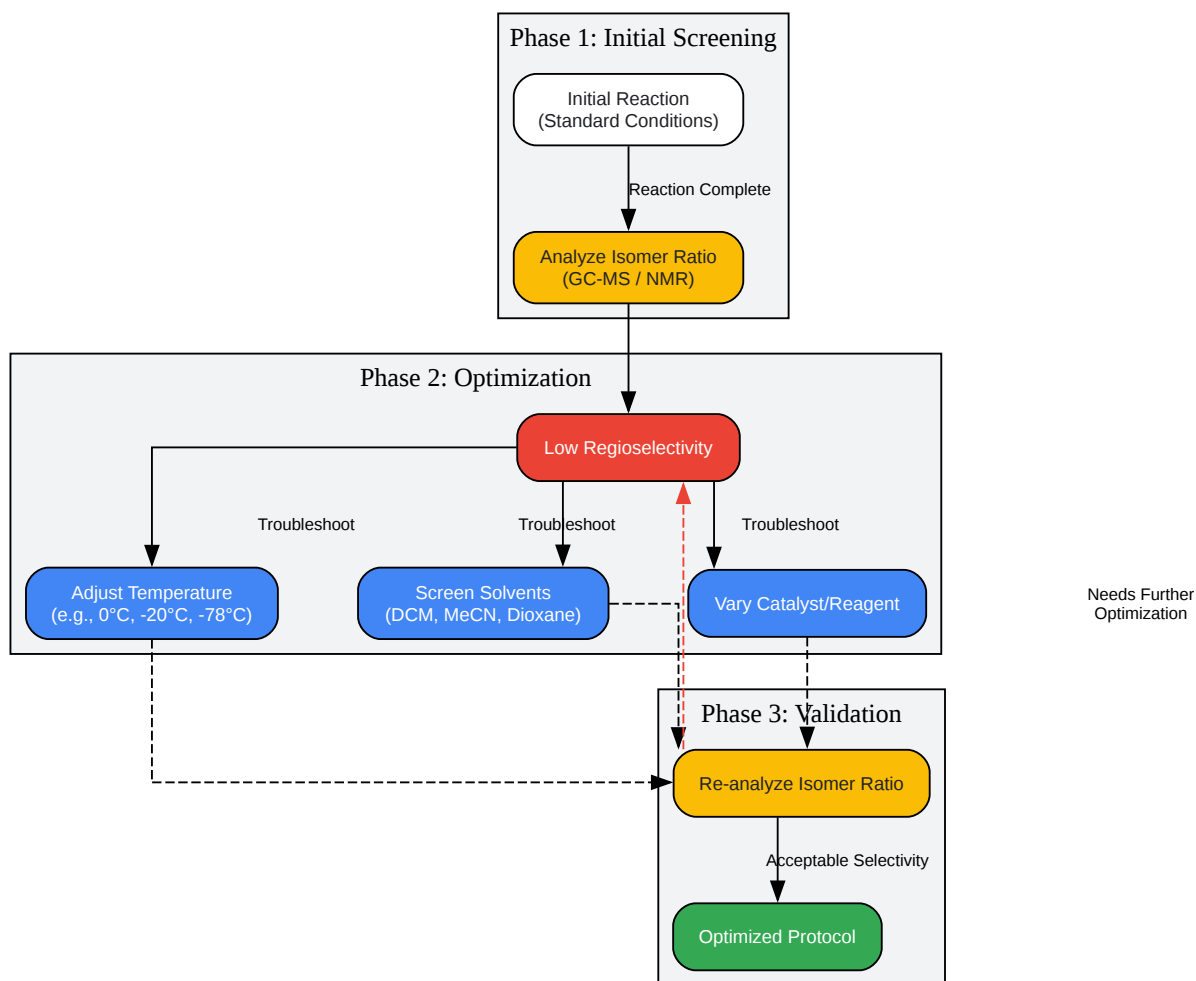 Phase 1: Initial Screening
Initial Reaction
(Standard Conditions)
Reaction Complete
Analyze Isomer Ratio
(GC-MS / NMR)
Phase 2: Optimization
Low Regioselectivity
Troubleshoot
Troubleshoot
Troubleshoot
Adjust Temperature
(e.g., 0°C, -20°C, -78°C)
Screen Solvents
(DCM, MeCN, Dioxane)
Vary Catalyst/Reagent
Needs Further
Optimization
Phase 3: Validation
Re-analyze Isomer Ratio
Acceptable Selectivity
Optimized Protocol